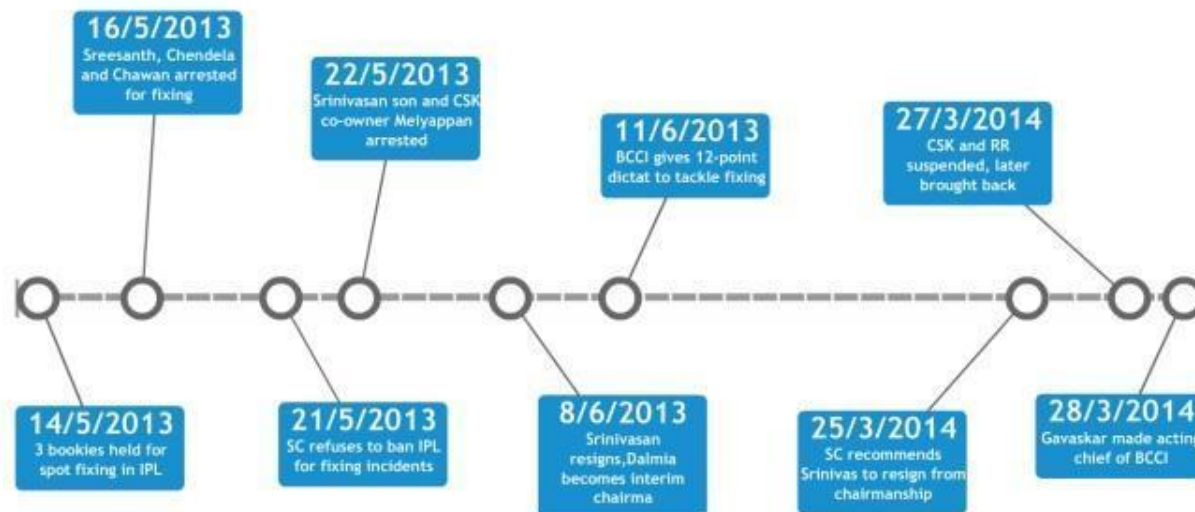 16/5/2013
Sreesanth, Chendela
and Chawan arrested
for fixing
22/5/2013
Srinivasan son and CSK
co-owner Meiyappan
arrested
11/6/2013
BCCI gives 12-point
dictat to tackle fixing
27/3/2014
CSK and RR
suspended, later
brought back
14/5/2013
3 bookies held for
spot fixing in IPL
21/5/2013
SC refuses to ban IPL
for fixing incidents
8/6/2013
Srinivasan
resigns,Dalmia
becomes interim
chairma
25/3/2014
SC recommends
Srinivas to resign from
chairmanship
28/3/2014
Gavaskar made acting
chief of BCCI